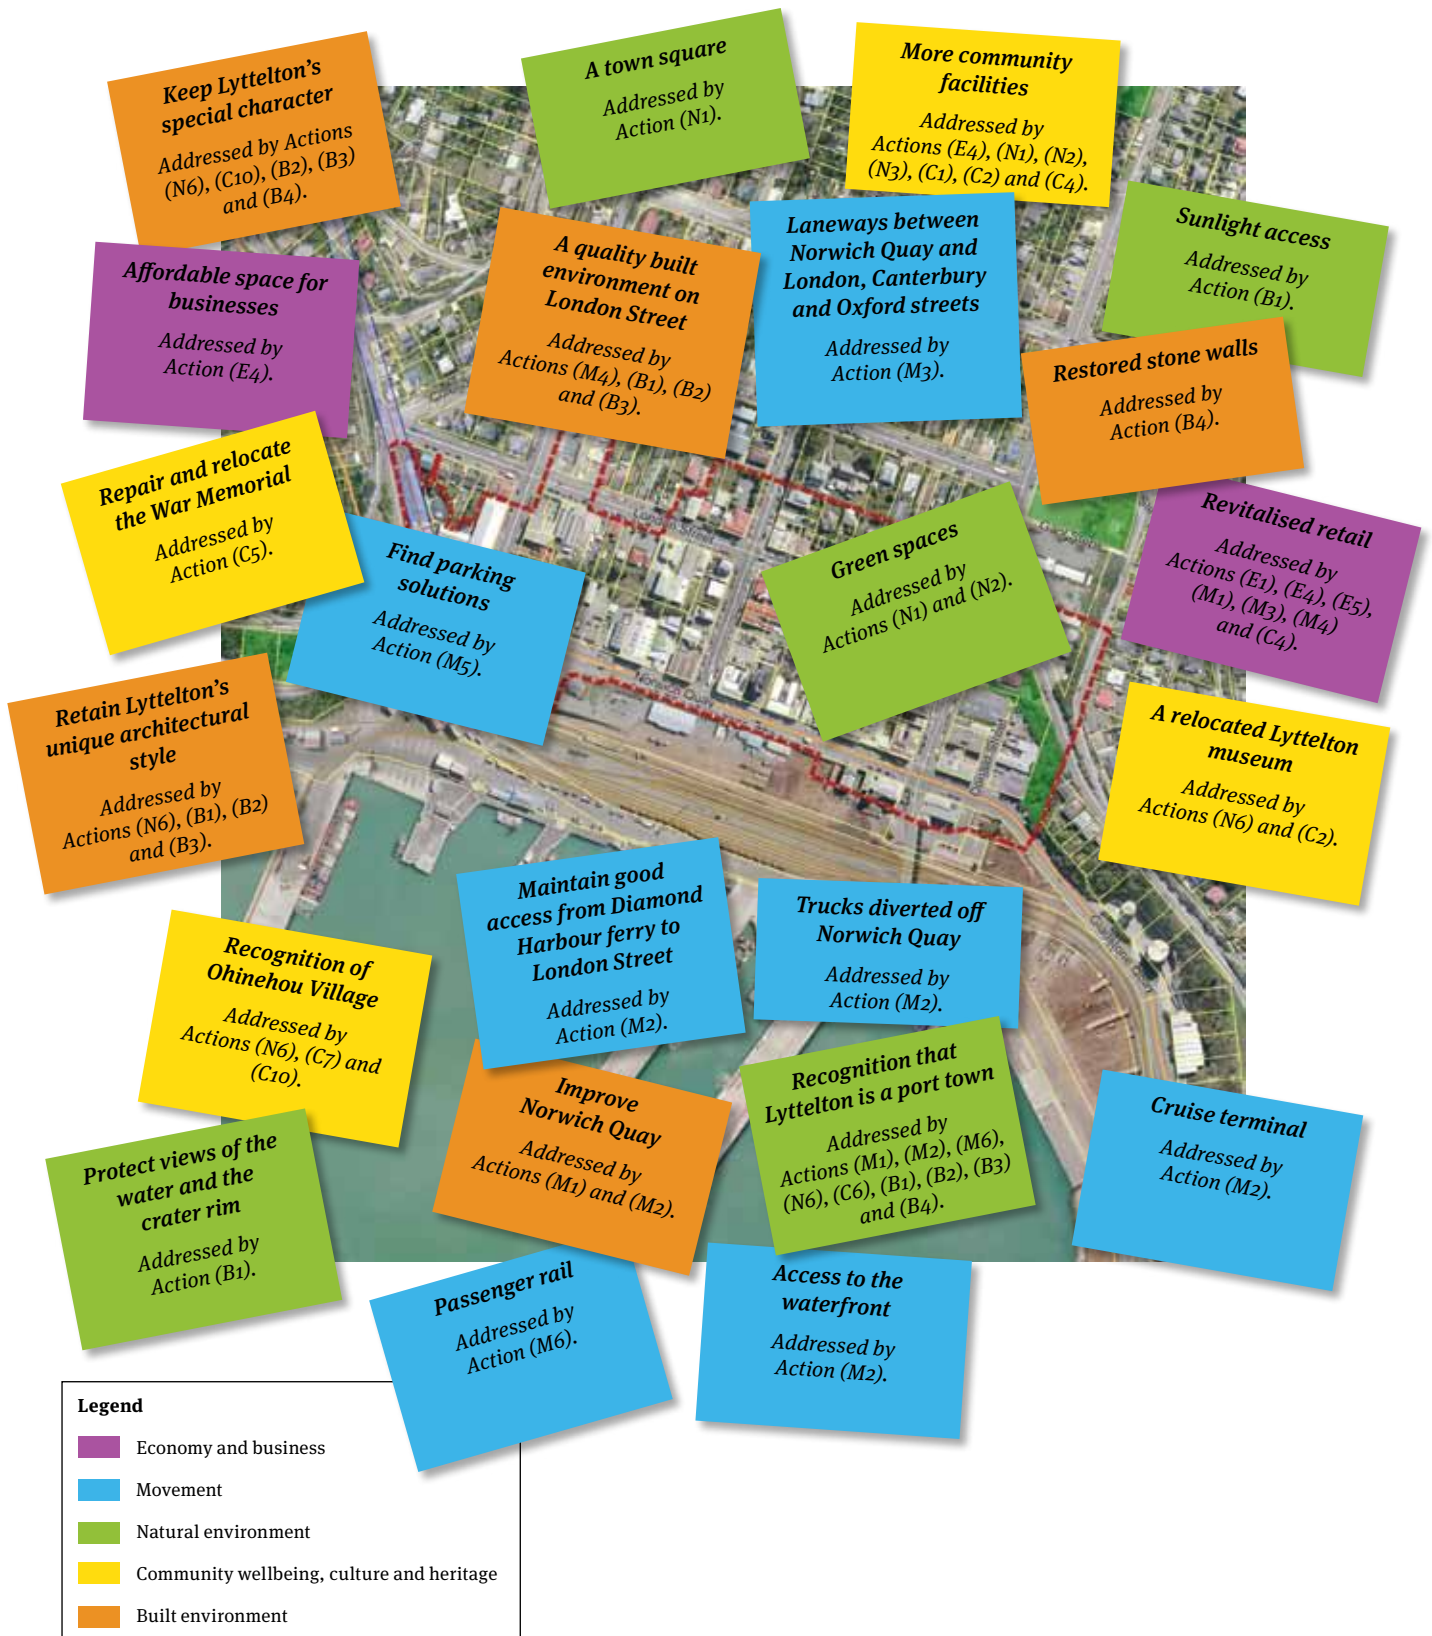 Keep Lyttelton's
special character
Addressed by Actions
(N6), (C10), (B2), (B3)
and (B4).
A town square
Addressed by
Action (N1).
More community
facilities
Addressed by
Actions (E4), (N1), (N2),
(N3), (C1), (C2) and (C4).
Sunlight access
Addressed by
Action (B1).
Affordable space for
businesses
Addressed by
Action (E4).
A quality built
environment on
London Street
Addressed by
Actions (M4), (B1), (B2)
and (B3).
Laneways between
Norwich Quay and
London, Canterbury
and Oxford streets
Addressed by
Action (M3).
Restored stone walls
Addressed by
Action (B4).
Repair and relocate
the War Memorial
Addressed by
Action (C5).
Find parking
solutions
Addressed by
Action (M5).
London Street
Green spaces
Addressed by
Actions (N1) and (N2).
Revitalised retail
Addressed by
Actions (E1), (E4), (E5),
(M1), (M3), (M4)
and (C4).
Retain Lyttelton's
unique architectural
style
Addressed by
Actions (N6), (B1), (B2)
and (B3).
A relocated Lyttelton
museum
Addressed by
Actions (N6) and (C2).
Maintain good
access from Diamond
Harbour ferry to
London Street
Addressed by
Action (M2).
Trucks diverted off
Norwich Quay
Addressed by
Action (M2).
Recognition of
Ohinehou Village
Addressed by
Actions (N6), (C7) and
(C10).
Improve
Norwich Quay
Addressed by
Actions (M1) and (M2).
Recognition that
Lyttelton is a port town
Addressed by
Actions (M1), (M2), (M6),
(N6), (C6), (B1), (B2), (B3)
and (B4).
Cruise terminal
Addressed by
Action (M2).
Protect views of the
water and the
crater rim
Addressed by
Action (B1).
Passenger rail
Addressed by
Action (M6).
Access to the
waterfront
Addressed by
Action (M2).
Legend
Economy and business
Movement
Natural environment
Community wellbeing, culture and heritage
Built environment